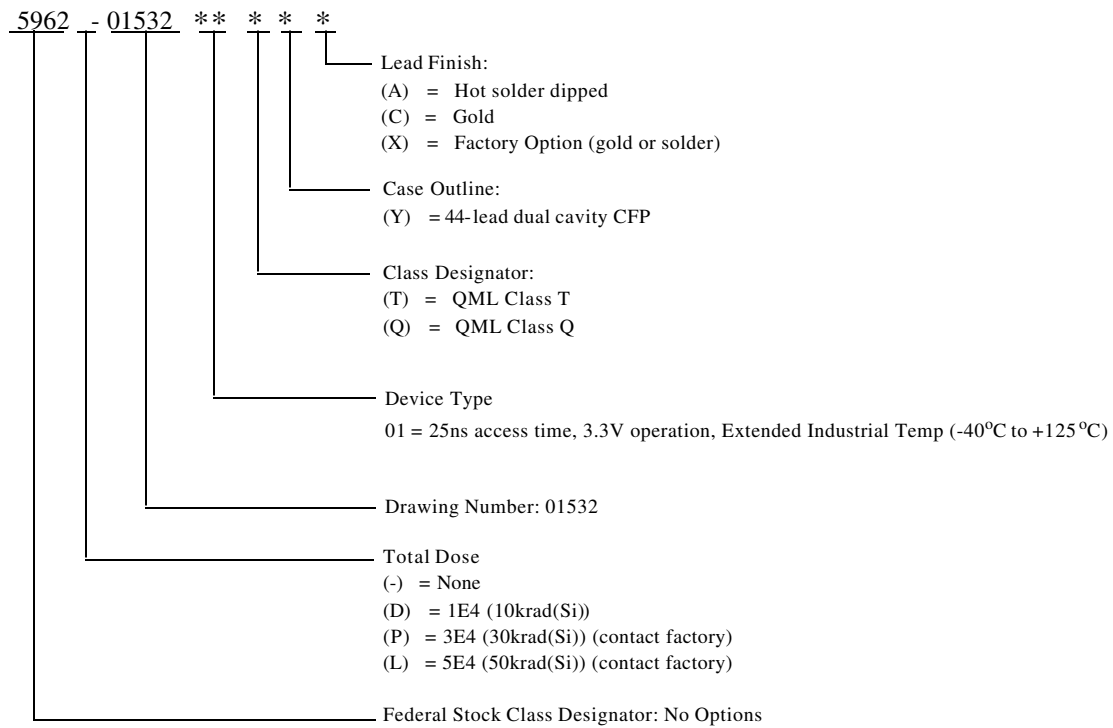 5962 _ - 01532 ** * * *
Lead Finish:
(A) = Hot solder dipped
(C) = Gold
(X) = Factory Option (gold or solder)
Case Outline:
(Y) = 44-lead dual cavity CFP
Class Designator:
(T) = QML Class T
(Q) = QML Class Q
Device Type
01 = 25ns access time, 3.3V operation, Extended Industrial Temp (-40°C to +125°C)
Drawing Number: 01532
Total Dose
(-) = None
(D) = 1E4 (10krad(Si))
(P) = 3E4 (30krad(Si)) (contact factory)
(L) = 5E4 (50krad(Si)) (contact factory)
Federal Stock Class Designator: No Options